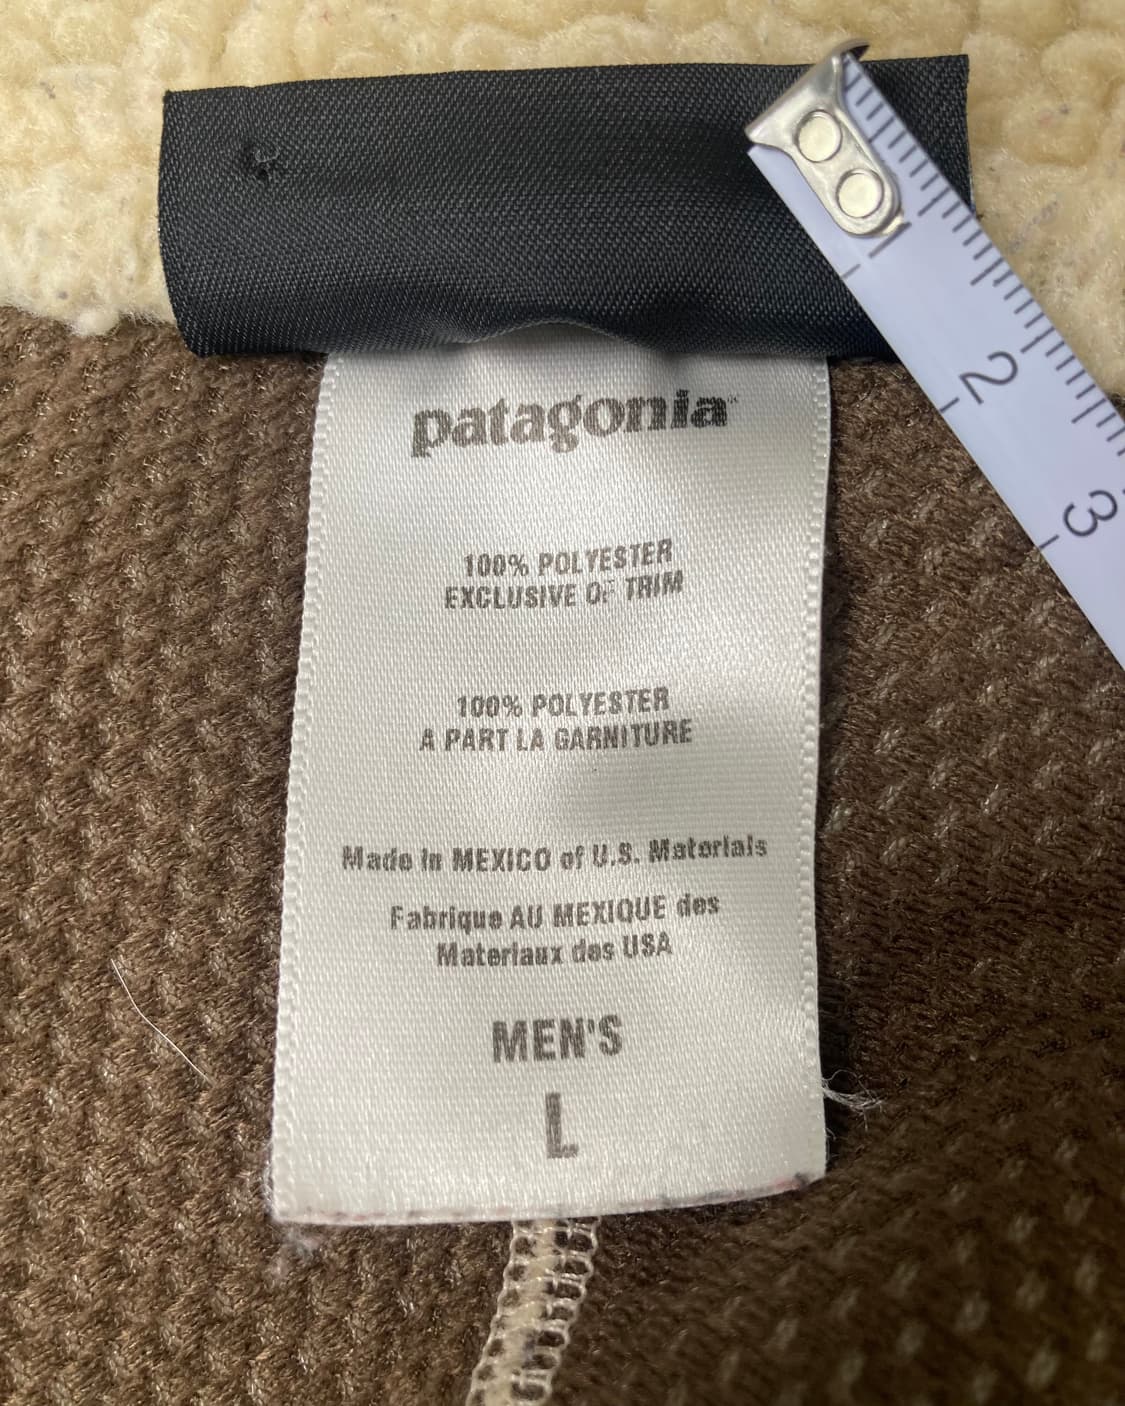 patagonia™
100% POLYESTER
EXCLUSIVE OF TRIM
100% POLYESTER
A PART LA GARNITURE
Made In MEXICO of U.S. Materials
Fabrique AU MEXIQUE des
Materiaux des USA
MEN'S
L
1
2
3